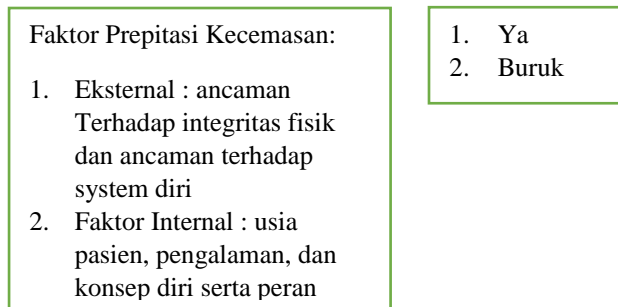 Faktor Prepitasi Kecemasan:
1. Eksternal : ancaman
Terhadap integritas fisik
dan ancaman terhadap
system diri
2. Faktor Internal : usia
pasien, pengalaman, dan
konsep diri serta peran
1. Ya
2. Buruk